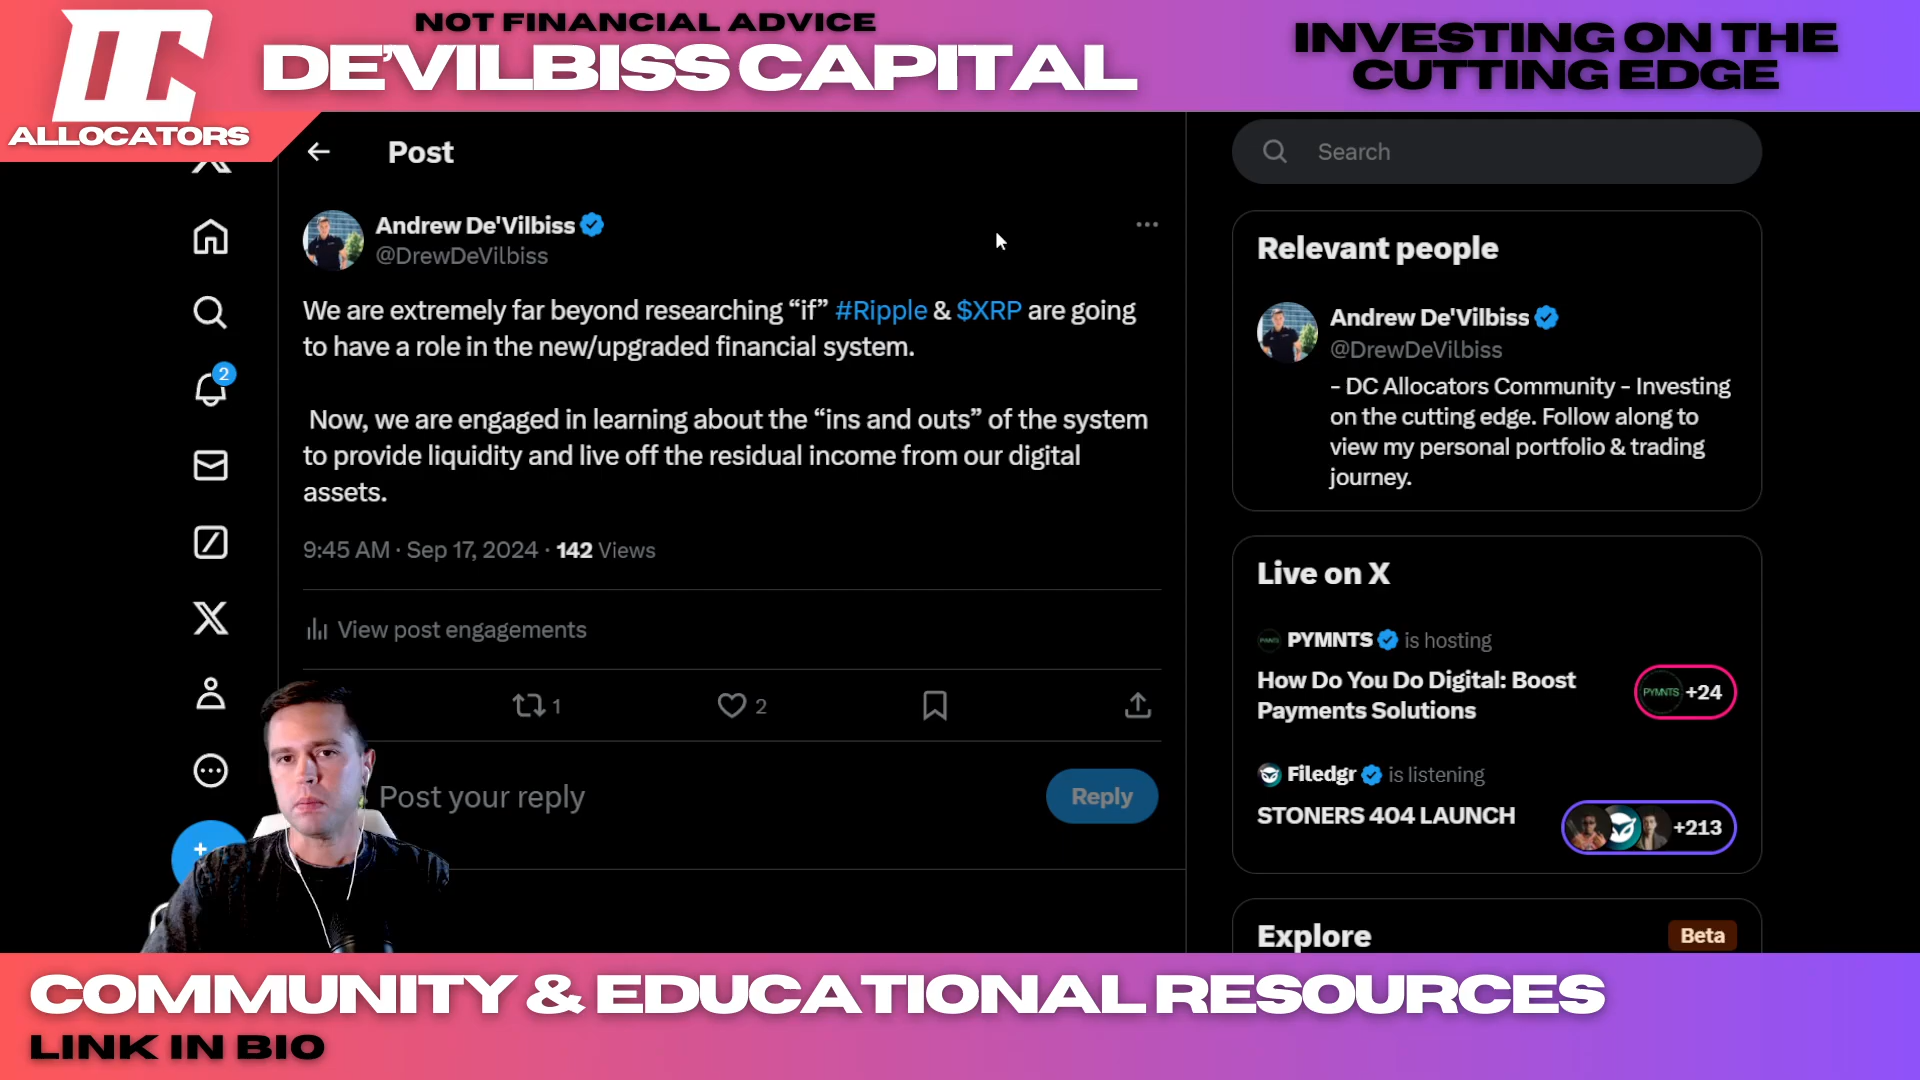 NOT FINANCIAL ADVICE
DE'VILBISS CAPITAL
INVESTING ON THE
CUTTING EDGE
DC
ALLOCATORS
Post
Search
Andrew De'Vilbiss
@DrewDeVilbiss
We are extremely far beyond researching “if” #Ripple & $XRP are going
to have a role in the new/upgraded financial system.
Now, we are engaged in learning about the “ins and outs” of the system
to provide liquidity and live off the residual income from our digital
assets.
9:45 AM · Sep 17, 2024 · 142 Views
View post engagements
1
2
Post your reply
Reply
2
Relevant people
Andrew De'Vilbiss
@DrewDeVilbiss
- DC Allocators Community - Investing
on the cutting edge. Follow along to
view my personal portfolio & trading
journey.
Live on X
PYMNTS is hosting
How Do You Do Digital: Boost
Payments Solutions
PYMNTS +24
Filedgr is listening
STONERS 404 LAUNCH
+213
Explore
Beta
COMMUNITY & EDUCATIONAL RESOURCES
LINK IN BIO